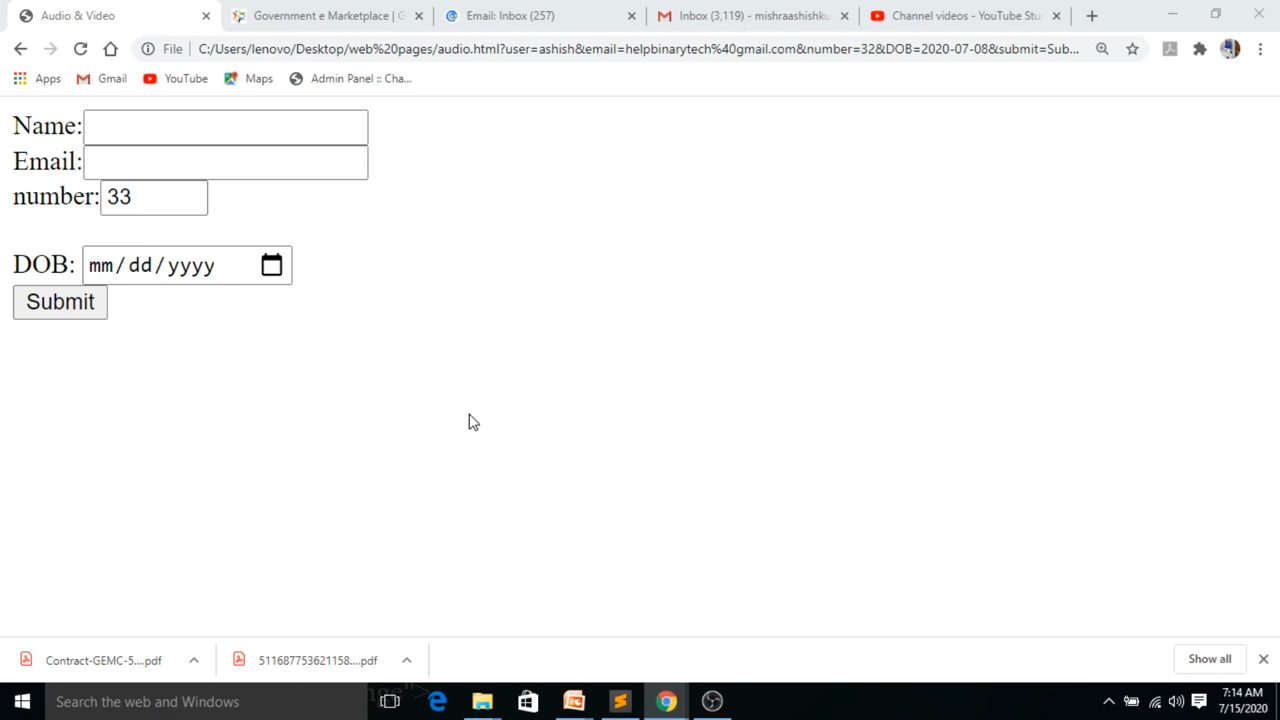 Audio & Video
Government e Marketplace | G
Email: Inbox (257)
Inbox (3,119) - mishraashishku
Channel videos - YouTube Stu
File
C:/Users/lenovo/Desktop/web%20pages/audio.html?user=ashish&email=helpbinarytech%40gmail.com&number=32&DOB=2020-07-08&submit=Sub...
Apps
Gmail
YouTube
Maps
Admin Panel :: Cha...
Name:
Email:
number: 33
DOB: mm/dd/yyyy
Submit
Contract-GEMC-5....pdf
511687753621158....pdf
Show all
Search the web and Windows
7:14 AM
7/15/2020